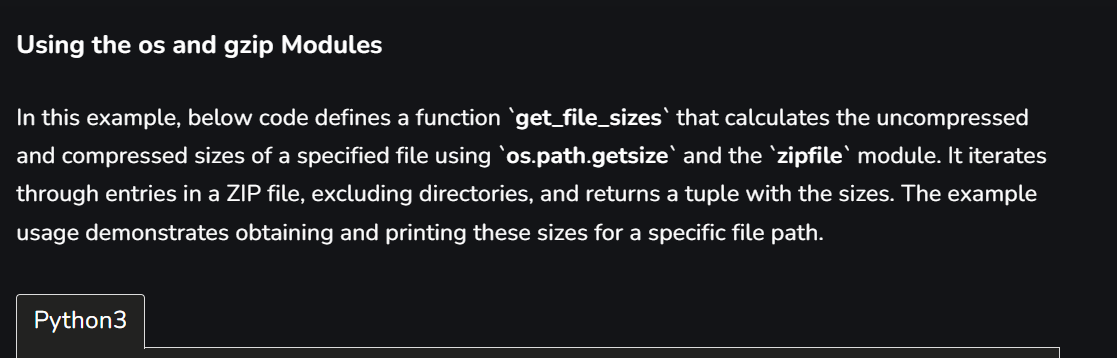 Using the os and gzip Modules
In this example, below code defines a function `get_file_sizes` that calculates the uncompressed
and compressed sizes of a specified file using `os.path.getsize` and the `zipfile` module. It iterates
through entries in a ZIP file, excluding directories, and returns a tuple with the sizes. The example
usage demonstrates obtaining and printing these sizes for a specific file path.
Python3